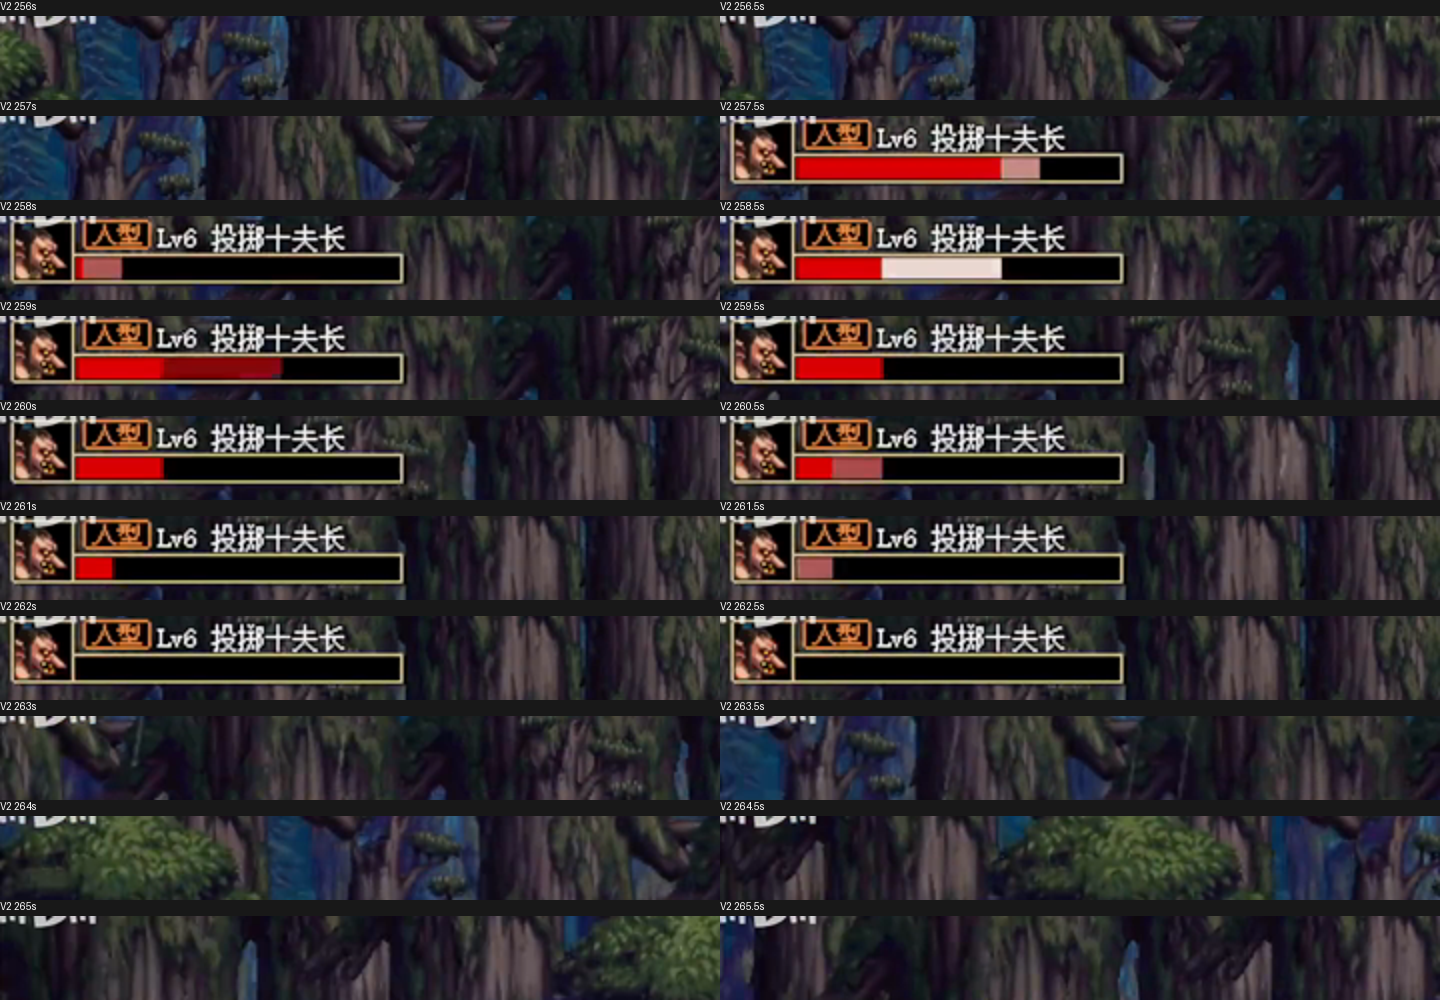 V2 256s
V2 256.5s
V2 257s
V2 257.5s
人型 Lv6 投掷十夫长
V2 258s
V2 258.5s
人型 Lv6 投掷十夫长
人型 Lv6 投掷十夫长
V2 259s
V2 259.5s
人型 Lv6 投掷十夫长
人型 Lv6 投掷十夫长
V2 260s
V2 260.5s
人型 Lv6 投掷十夫长
人型 Lv6 投掷十夫长
V2 261s
V2 261.5s
人型 Lv6 投掷十夫长
人型 Lv6 投掷十夫长
V2 262s
V2 262.5s
人型 Lv6 投掷十夫长
人型 Lv6 投掷十夫长
V2 263s
V2 263.5s
V2 264s
V2 264.5s
V2 265s
V2 265.5s